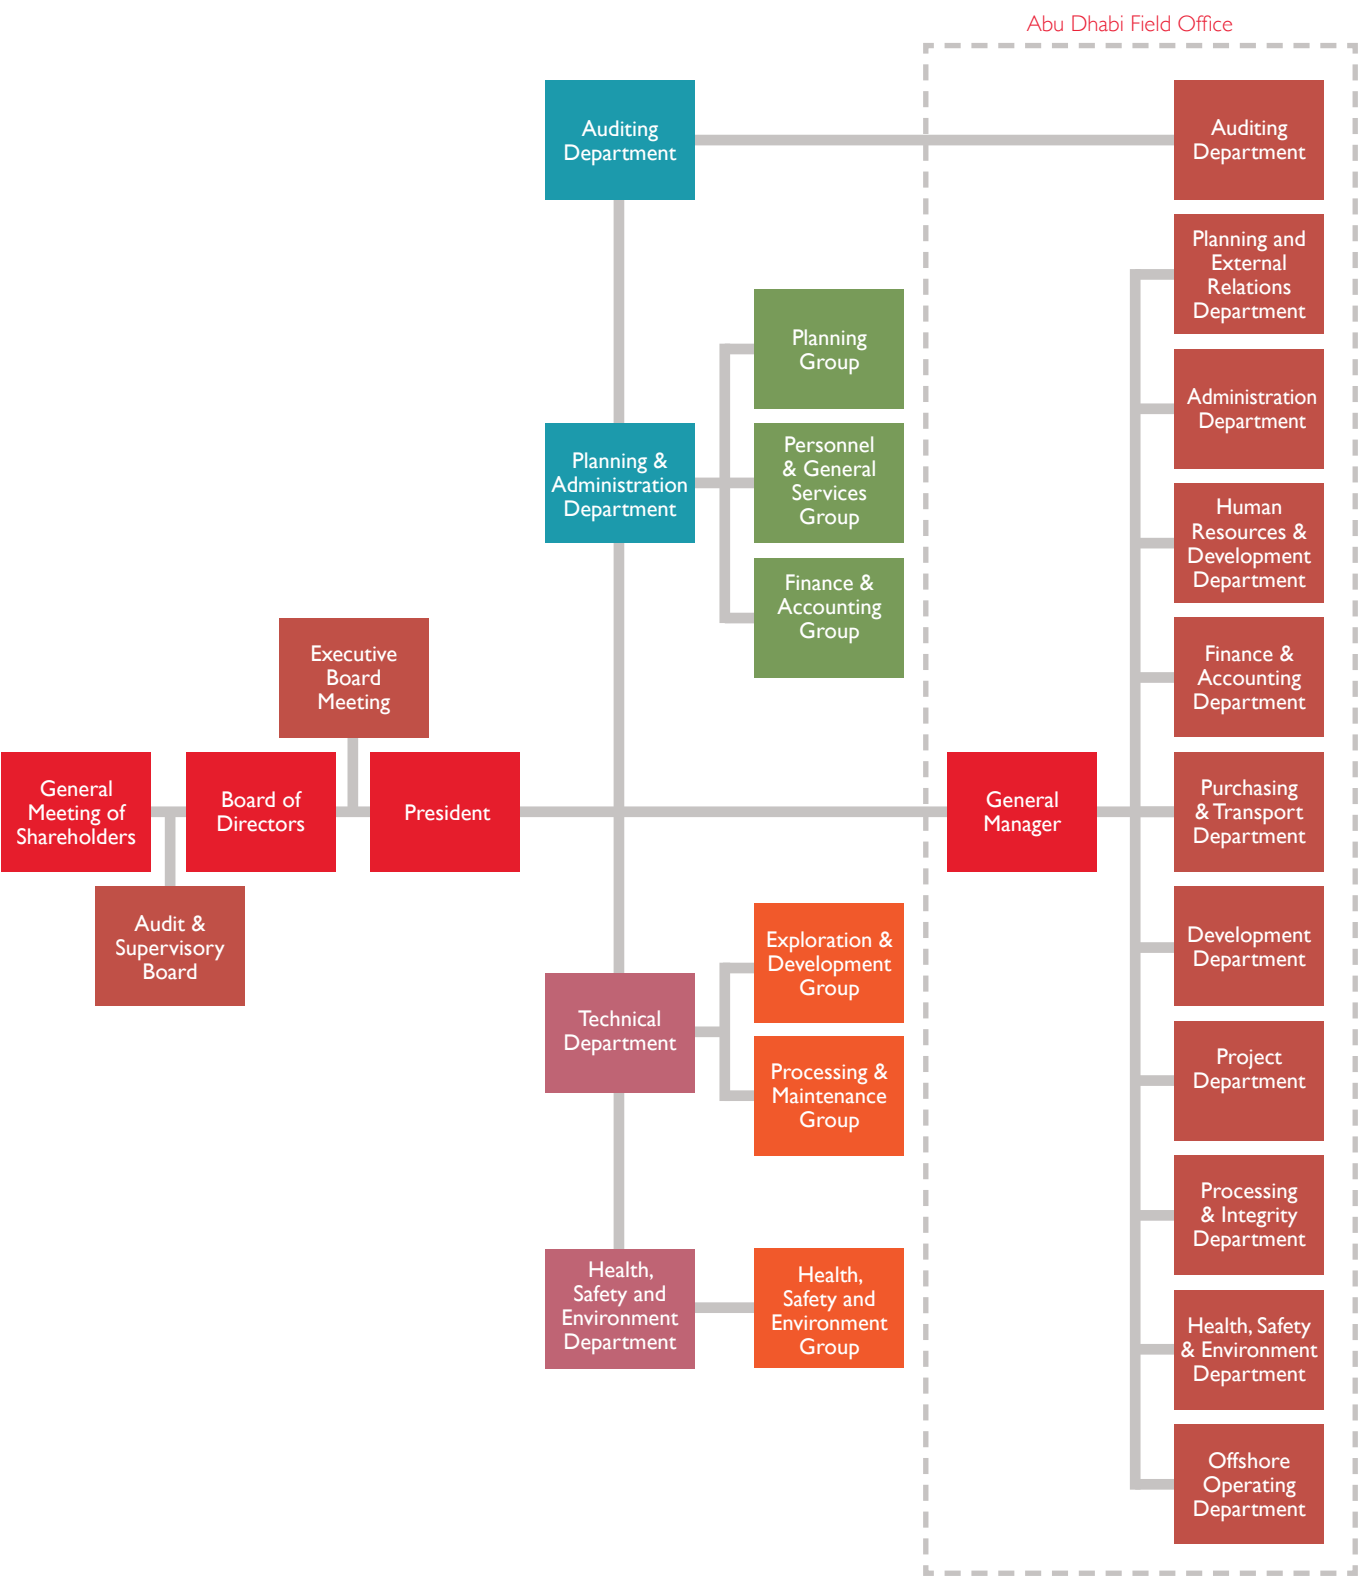 Abu Dhabi Field Office
Auditing
Department
Auditing
Department
Planning and
External
Relations
Department
Planning
Group
Administration
Department
Planning &
Administration
Department
Personnel
& General
Services
Group
Human
Resources &
Development
Department
Finance &
Accounting
Group
Executive
Board
Meeting
Finance &
Accounting
Department
General
Meeting of
Shareholders
Board of
Directors
President
General
Manager
Purchasing
& Transport
Department
Audit &
Supervisory
Board
Exploration &
Development
Group
Development
Department
Technical
Department
Processing &
Maintenance
Group
Project
Department
Processing
& Integrity
Department
Health,
Safety and
Environment
Department
Health,
Safety and
Environment
Group
Health, Safety
& Environment
Department
Offshore
Operating
Department